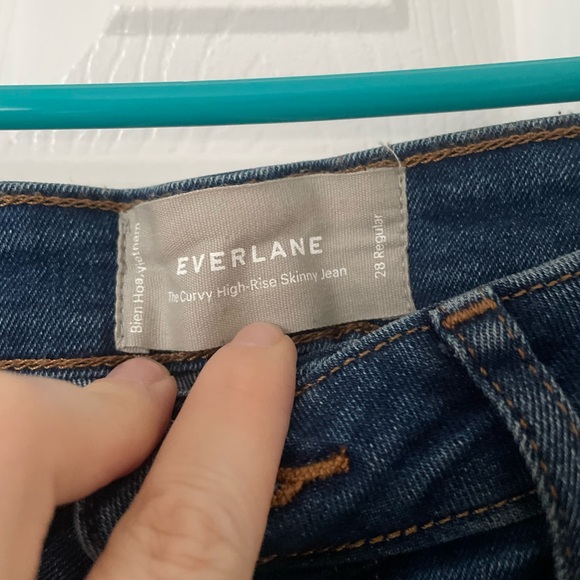 Bien Hoa, Vietnam
EVERLANE
The Curvy High-Rise Skinny Jean
28 Regular